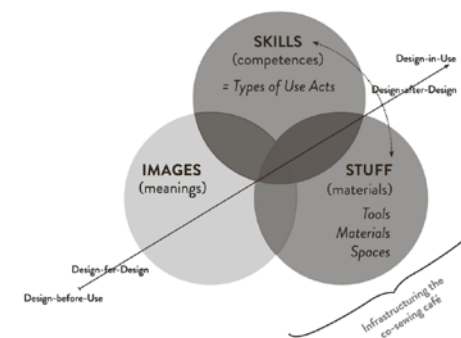 SKILLS
(competences)
= Types of Use Acts
Design-in-Use
Design-after-Design
IMAGES
(meanings)
STUFF
(materials)
Tools
Materials
Spaces
Design-for-Design
Design-before-Use
Infrastructuring the
co-sewing café